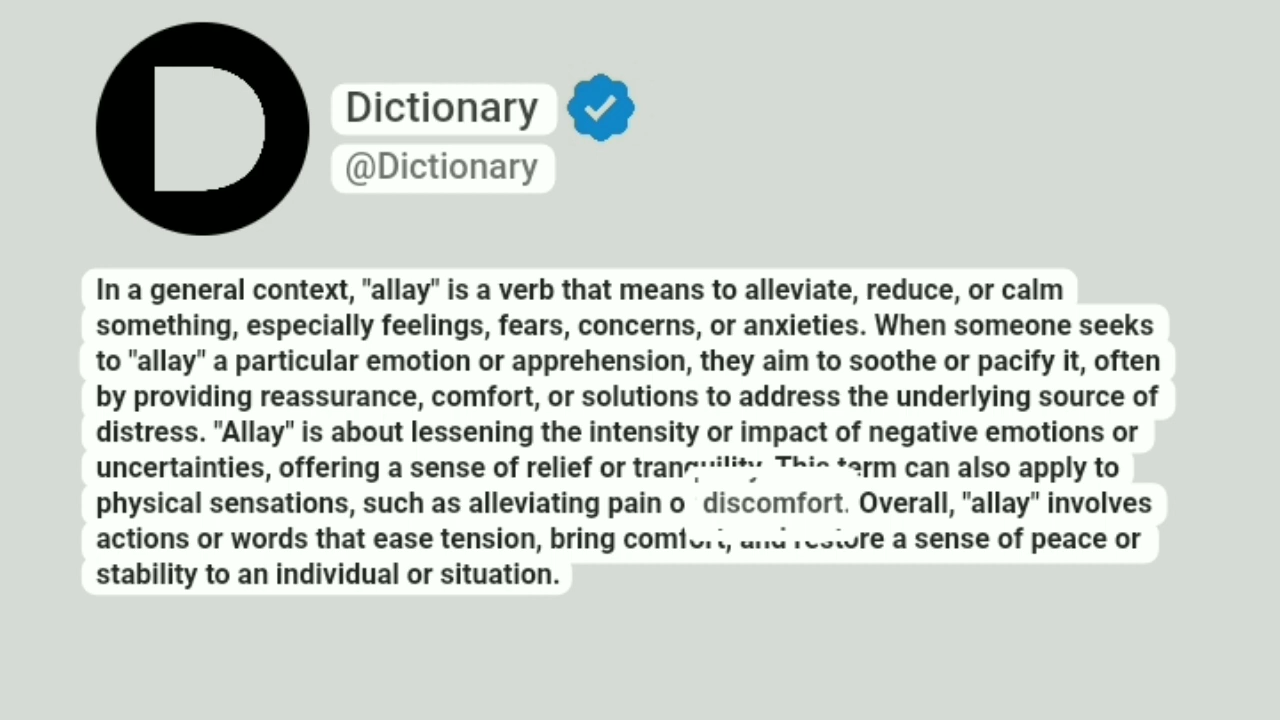 Dictionary
@Dictionary
In a general context, "allay" is a verb that means to alleviate, reduce, or calm
something, especially feelings, fears, concerns, or anxieties. When someone seeks
to "allay" a particular emotion or apprehension, they aim to soothe or pacify it, often
by providing reassurance, comfort, or solutions to address the underlying source of
distress. "Allay" is about lessening the intensity or impact of negative emotions or
uncertainties, offering a sense of relief or tranquility. This term can also apply to
physical sensations, such as alleviating pain o discomfort. Overall, "allay" involves
actions or words that ease tension, bring comfort, and restore a sense of peace or
stability to an individual or situation.